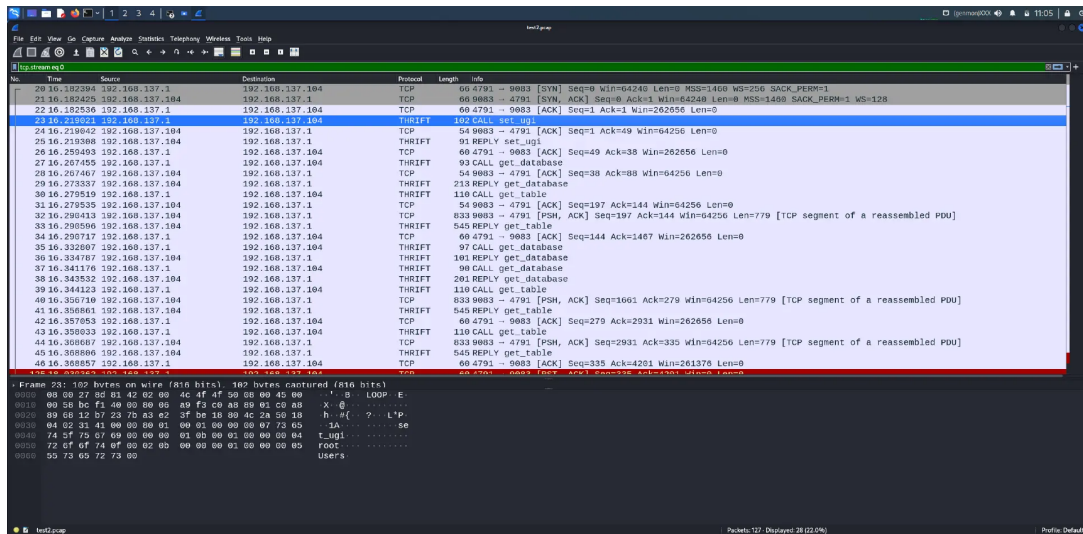 1 2 3 4
(genmon)XXX
11:05
test2.pcap
File Edit View Go Capture Analyze Statistics Telephony Wireless Tools Help
tcp.stream eq 0
No. Time Source Destination Protocol Length Info
20 16.182394 192.168.137.1 192.168.137.104 TCP 66 4791 → 9083 [SYN] Seq=0 Win=64240 Len=0 MSS=1460 WS=256 SACK_PERM=1
21 16.182425 192.168.137.104 192.168.137.1 TCP 66 9083 → 4791 [SYN, ACK] Seq=0 Ack=1 Win=64240 Len=0 MSS=1460 SACK_PERM=1 WS=128
22 16.182536 192.168.137.1 192.168.137.104 TCP 60 4791 → 9083 [ACK] Seq=1 Ack=1 Win=262656 Len=0
23 16.219021 192.168.137.1 192.168.137.104 THRIFT 102 CALL set_ugi
24 16.219042 192.168.137.104 192.168.137.1 TCP 54 9083 → 4791 [ACK] Seq=1 Ack=49 Win=64256 Len=0
25 16.219308 192.168.137.104 192.168.137.1 THRIFT 91 REPLY set_ugi
26 16.259493 192.168.137.1 192.168.137.104 TCP 60 4791 → 9083 [ACK] Seq=49 Ack=38 Win=262656 Len=0
27 16.267455 192.168.137.1 192.168.137.104 THRIFT 93 CALL get_database
28 16.267467 192.168.137.104 192.168.137.1 TCP 54 9083 → 4791 [ACK] Seq=38 Ack=88 Win=64256 Len=0
29 16.273337 192.168.137.104 192.168.137.1 THRIFT 213 REPLY get_database
30 16.279519 192.168.137.1 192.168.137.104 THRIFT 110 CALL get_table
31 16.279535 192.168.137.104 192.168.137.1 TCP 54 9083 → 4791 [ACK] Seq=197 Ack=144 Win=64256 Len=0
32 16.290413 192.168.137.104 192.168.137.1 TCP 833 9083 → 4791 [PSH, ACK] Seq=197 Ack=144 Win=64256 Len=779 [TCP segment of a reassembled PDU]
33 16.290596 192.168.137.104 192.168.137.1 THRIFT 545 REPLY get_table
34 16.290717 192.168.137.1 192.168.137.104 TCP 60 4791 → 9083 [ACK] Seq=144 Ack=1467 Win=262656 Len=0
35 16.332807 192.168.137.1 192.168.137.104 THRIFT 97 CALL get_database
36 16.334787 192.168.137.104 192.168.137.1 THRIFT 101 REPLY get_database
37 16.341176 192.168.137.1 192.168.137.104 THRIFT 90 CALL get_database
38 16.343532 192.168.137.104 192.168.137.1 THRIFT 201 REPLY get_database
39 16.344123 192.168.137.1 192.168.137.104 THRIFT 110 CALL get_table
40 16.356710 192.168.137.104 192.168.137.1 TCP 833 9083 → 4791 [PSH, ACK] Seq=1661 Ack=279 Win=64256 Len=779 [TCP segment of a reassembled PDU]
41 16.356861 192.168.137.104 192.168.137.1 THRIFT 545 REPLY get_table
42 16.357053 192.168.137.1 192.168.137.104 TCP 60 4791 → 9083 [ACK] Seq=279 Ack=2931 Win=262656 Len=0
43 16.358033 192.168.137.1 192.168.137.104 THRIFT 110 CALL get_table
44 16.368687 192.168.137.104 192.168.137.1 TCP 833 9083 → 4791 [PSH, ACK] Seq=2931 Ack=335 Win=64256 Len=779 [TCP segment of a reassembled PDU]
45 16.368806 192.168.137.104 192.168.137.1 THRIFT 545 REPLY get_table
46 16.368857 192.168.137.1 192.168.137.104 TCP 60 4791 → 9083 [ACK] Seq=335 Ack=4201 Win=261376 Len=0
Frame 23: 102 bytes on wire (816 bits), 102 bytes captured (816 bits)
0000 08 00 27 8d 81 42 02 00 4c 4f 4f 50 08 00 45 00 ··'··B·· LOOP··E·
0010 00 58 bc f1 40 00 80 06 a9 f3 c0 a8 89 01 c0 a8 ·X··@··· ········
0020 89 68 12 b7 23 7b a3 e2 3f be 18 80 4c 2a 50 18 ·h··#{·· ?···L*P·
0030 04 02 31 41 00 00 80 01 00 01 00 00 00 07 73 65 ··1A···· ······se
0040 74 5f 75 67 69 00 00 00 01 0b 00 01 00 00 00 04 t_ugi··· ········
0050 72 6f 6f 74 0f 00 02 0b 00 00 00 01 00 00 00 05 root···· ········
0060 55 73 65 72 73 00 Users·
test2.pcap
Packets: 127 · Displayed: 28 (22.0%)
Profile: Default